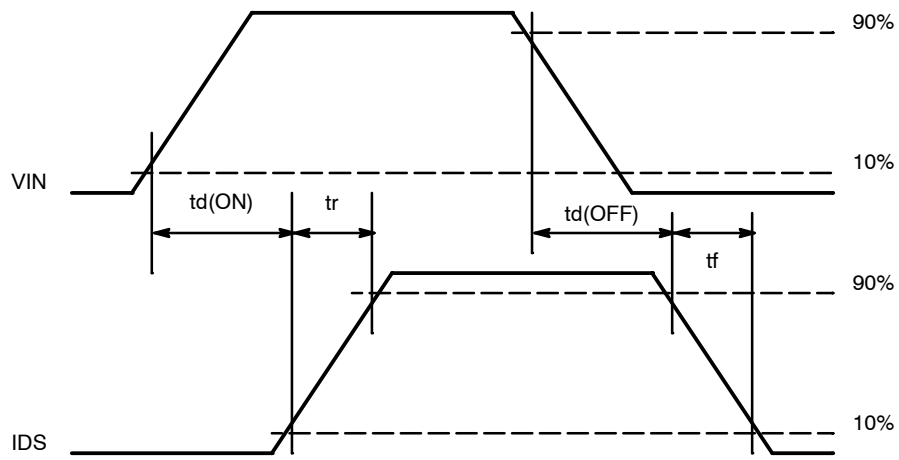 90%
10%
VIN
td(ON)
tr
td(OFF)
tf
90%
10%
IDS